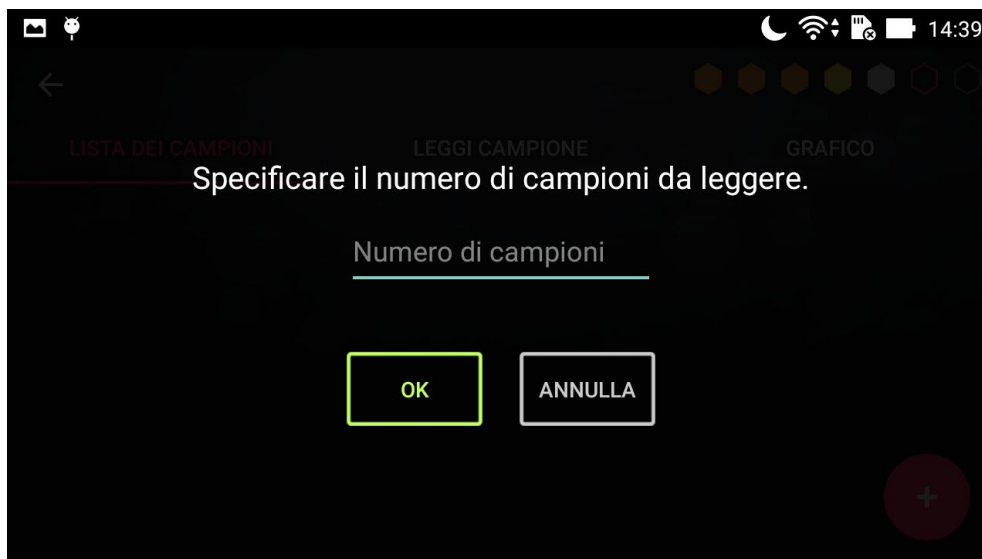 14:39
LISTA DEI CAMPIONI LEGGI CAMPIONE GRAFICO
Specificare il numero di campioni da leggere.
Numero di campioni
OK ANNULLA